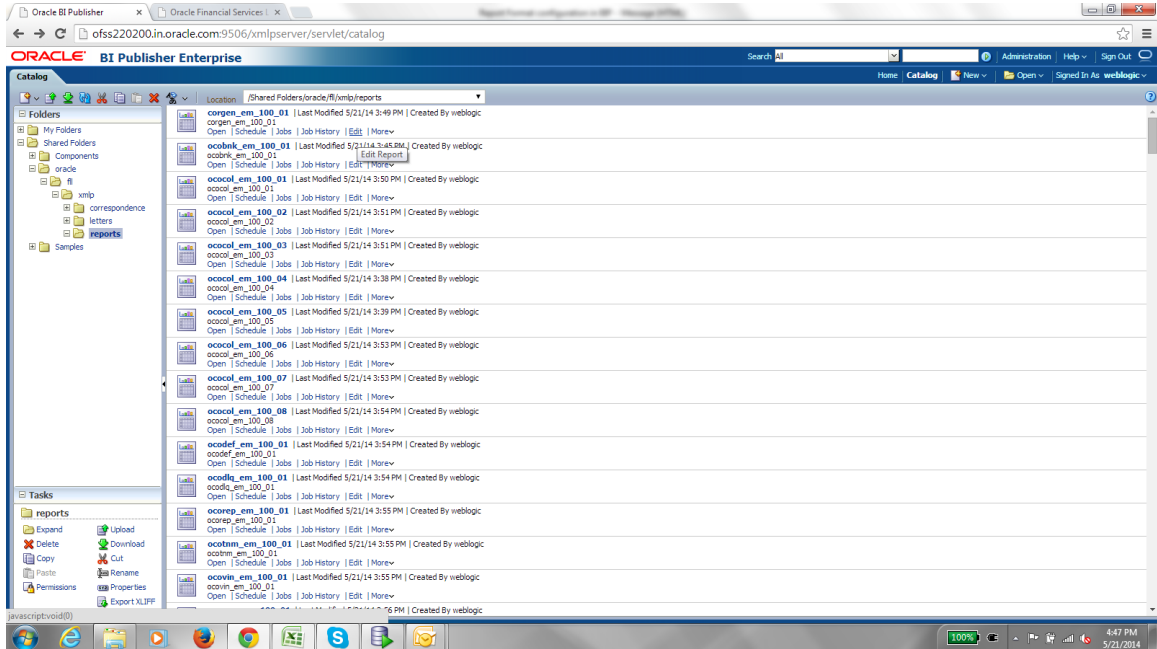 Oracle BI Publisher
Oracle Financial Services L
Report Format configuration in BIP - Message (HTML)
ofss220200.in.oracle.com:9506/xmlpserver/servlet/catalog
ORACLE BI Publisher Enterprise
Search All
Administration Help Sign Out
Catalog
Home Catalog New Open Signed In As weblogic
Location /Shared Folders/oracle/fll/xmlp/reports
Folders
My Folders
Shared Folders
Components
oracle
fll
xmlp
correspondence
letters
reports
Samples
corgen_em_100_01 | Last Modified 5/21/14 3:49 PM | Created By weblogic
corgen_em_100_01
Open | Schedule | Jobs | Job History | Edit | More
ocobnk_em_100_01 | Last Modified 5/21/14 3:45 PM | Created By weblogic
ocobnk_em_100_01
Edit Report
Open | Schedule | Jobs | Job History | Edit | More
ococol_em_100_01 | Last Modified 5/21/14 3:50 PM | Created By weblogic
ococol_em_100_01
Open | Schedule | Jobs | Job History | Edit | More
ococol_em_100_02 | Last Modified 5/21/14 3:51 PM | Created By weblogic
ococol_em_100_02
Open | Schedule | Jobs | Job History | Edit | More
ococol_em_100_03 | Last Modified 5/21/14 3:51 PM | Created By weblogic
ococol_em_100_03
Open | Schedule | Jobs | Job History | Edit | More
ococol_em_100_04 | Last Modified 5/21/14 3:38 PM | Created By weblogic
ococol_em_100_04
Open | Schedule | Jobs | Job History | Edit | More
ococol_em_100_05 | Last Modified 5/21/14 3:39 PM | Created By weblogic
ococol_em_100_05
Open | Schedule | Jobs | Job History | Edit | More
ococol_em_100_06 | Last Modified 5/21/14 3:53 PM | Created By weblogic
ococol_em_100_06
Open | Schedule | Jobs | Job History | Edit | More
ococol_em_100_07 | Last Modified 5/21/14 3:53 PM | Created By weblogic
ococol_em_100_07
Open | Schedule | Jobs | Job History | Edit | More
ococol_em_100_08 | Last Modified 5/21/14 3:54 PM | Created By weblogic
ococol_em_100_08
Open | Schedule | Jobs | Job History | Edit | More
ocodef_em_100_01 | Last Modified 5/21/14 3:54 PM | Created By weblogic
ocodef_em_100_01
Open | Schedule | Jobs | Job History | Edit | More
ocodlq_em_100_01 | Last Modified 5/21/14 3:54 PM | Created By weblogic
ocodlq_em_100_01
Open | Schedule | Jobs | Job History | Edit | More
ocorep_em_100_01 | Last Modified 5/21/14 3:55 PM | Created By weblogic
ocorep_em_100_01
Open | Schedule | Jobs | Job History | Edit | More
ocotnm_em_100_01 | Last Modified 5/21/14 3:55 PM | Created By weblogic
ocotnm_em_100_01
Open | Schedule | Jobs | Job History | Edit | More
ocovin_em_100_01 | Last Modified 5/21/14 3:55 PM | Created By weblogic
ocovin_em_100_01
Open | Schedule | Jobs | Job History | Edit | More
PM | Created By weblogic
Tasks
reports
Expand Upload
Delete Download
Copy Cut
Paste Rename
Permissions Properties
Export XLIFF
javascript:void(0)
100%
4:47 PM
5/21/2014